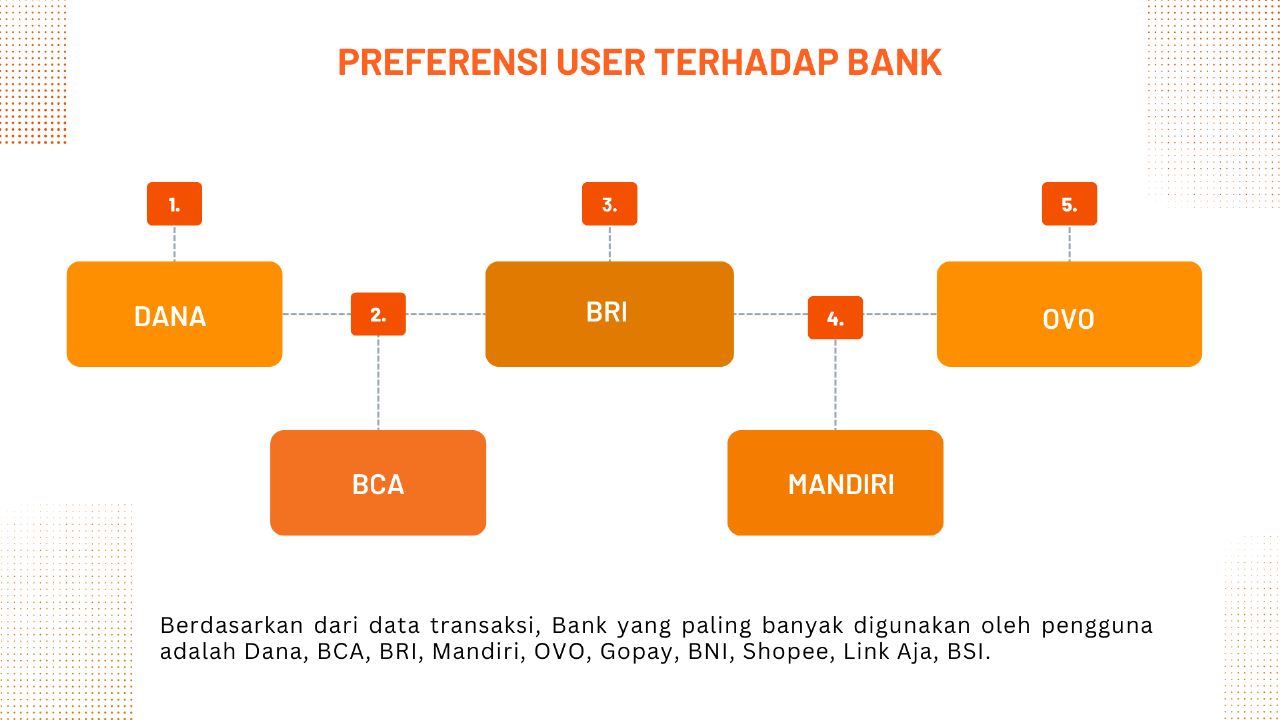 PREFERENSI USER TERHADAP BANK
1.
DANA
2.
BCA
3.
BRI
4.
MANDIRI
5.
OVO
Berdasarkan dari data transaksi, Bank yang paling banyak digunakan oleh pengguna
adalah Dana, BCA, BRI, Mandiri, OVO, Gopay, BNI, Shopee, Link Aja, BSI.